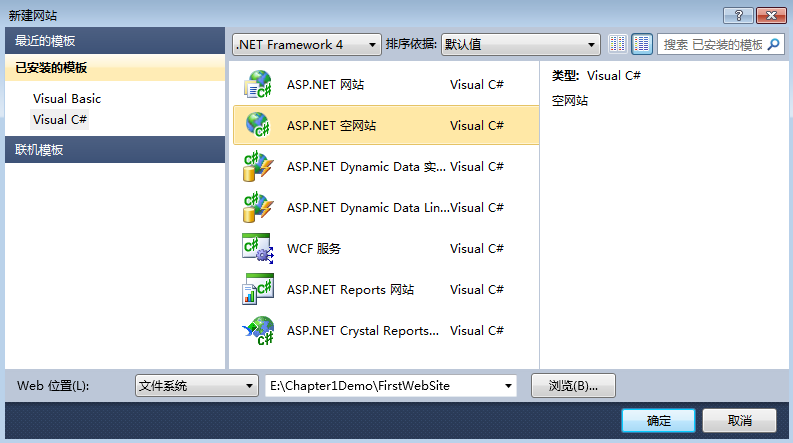 新建网站
最近的模板
已安装的模板
Visual Basic
Visual C#
联机模板
.NET Framework 4
排序依据: 默认值
搜索 已安装的模板
ASP.NET 网站 Visual C#
ASP.NET 空网站 Visual C#
ASP.NET Dynamic Data 实... Visual C#
ASP.NET Dynamic Data Lin... Visual C#
WCF 服务 Visual C#
ASP.NET Reports 网站 Visual C#
ASP.NET Crystal Reports... Visual C#
类型: Visual C#
空网站
Web 位置(L): 文件系统 E:\Chapter1Demo\FirstWebSite 浏览(B)...
确定 取消